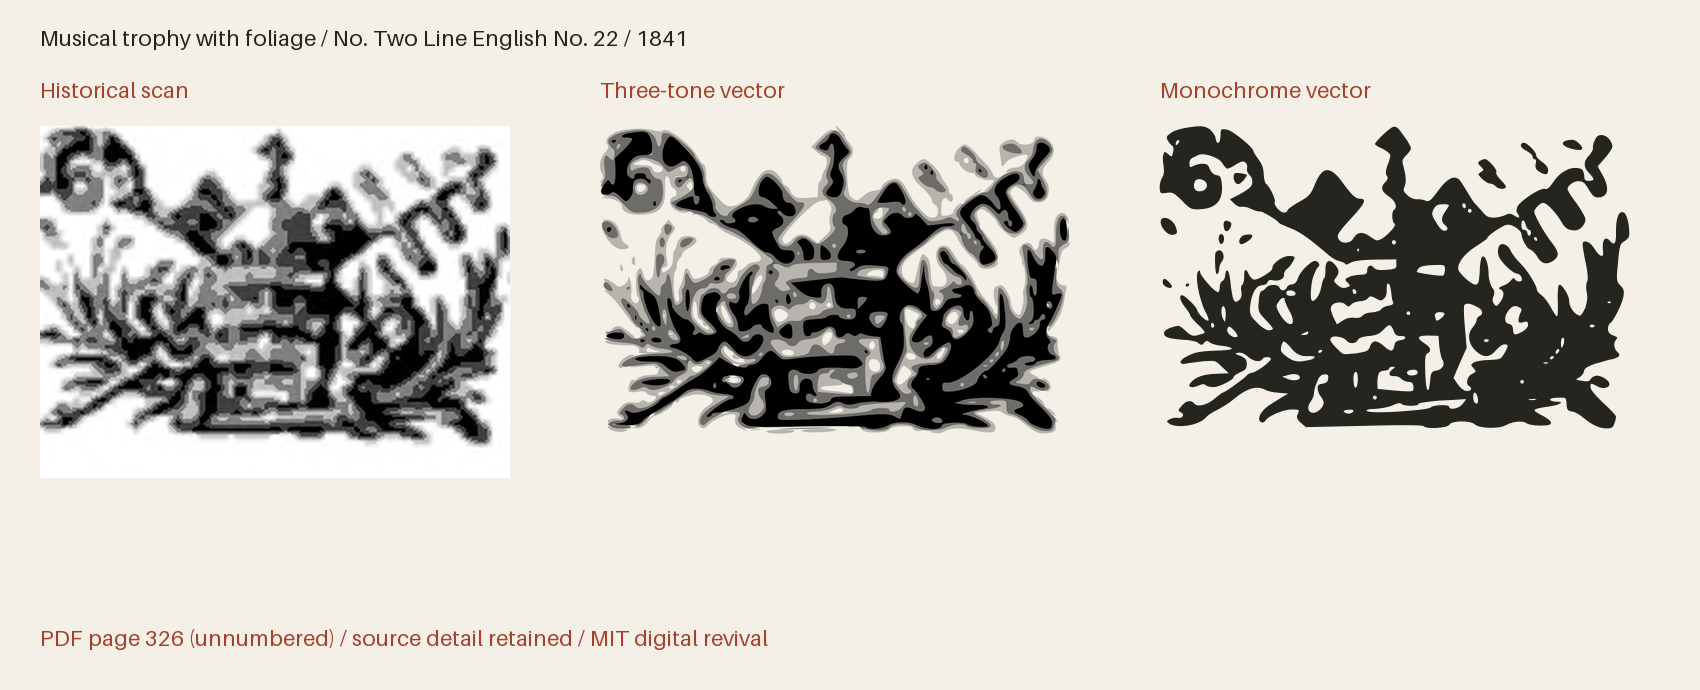 Musical trophy with foliage / No. Two Line English No. 22 / 1841
Historical scan
Three-tone vector
Monochrome vector
PDF page 326 (unnumbered) / source detail retained / MIT digital revival